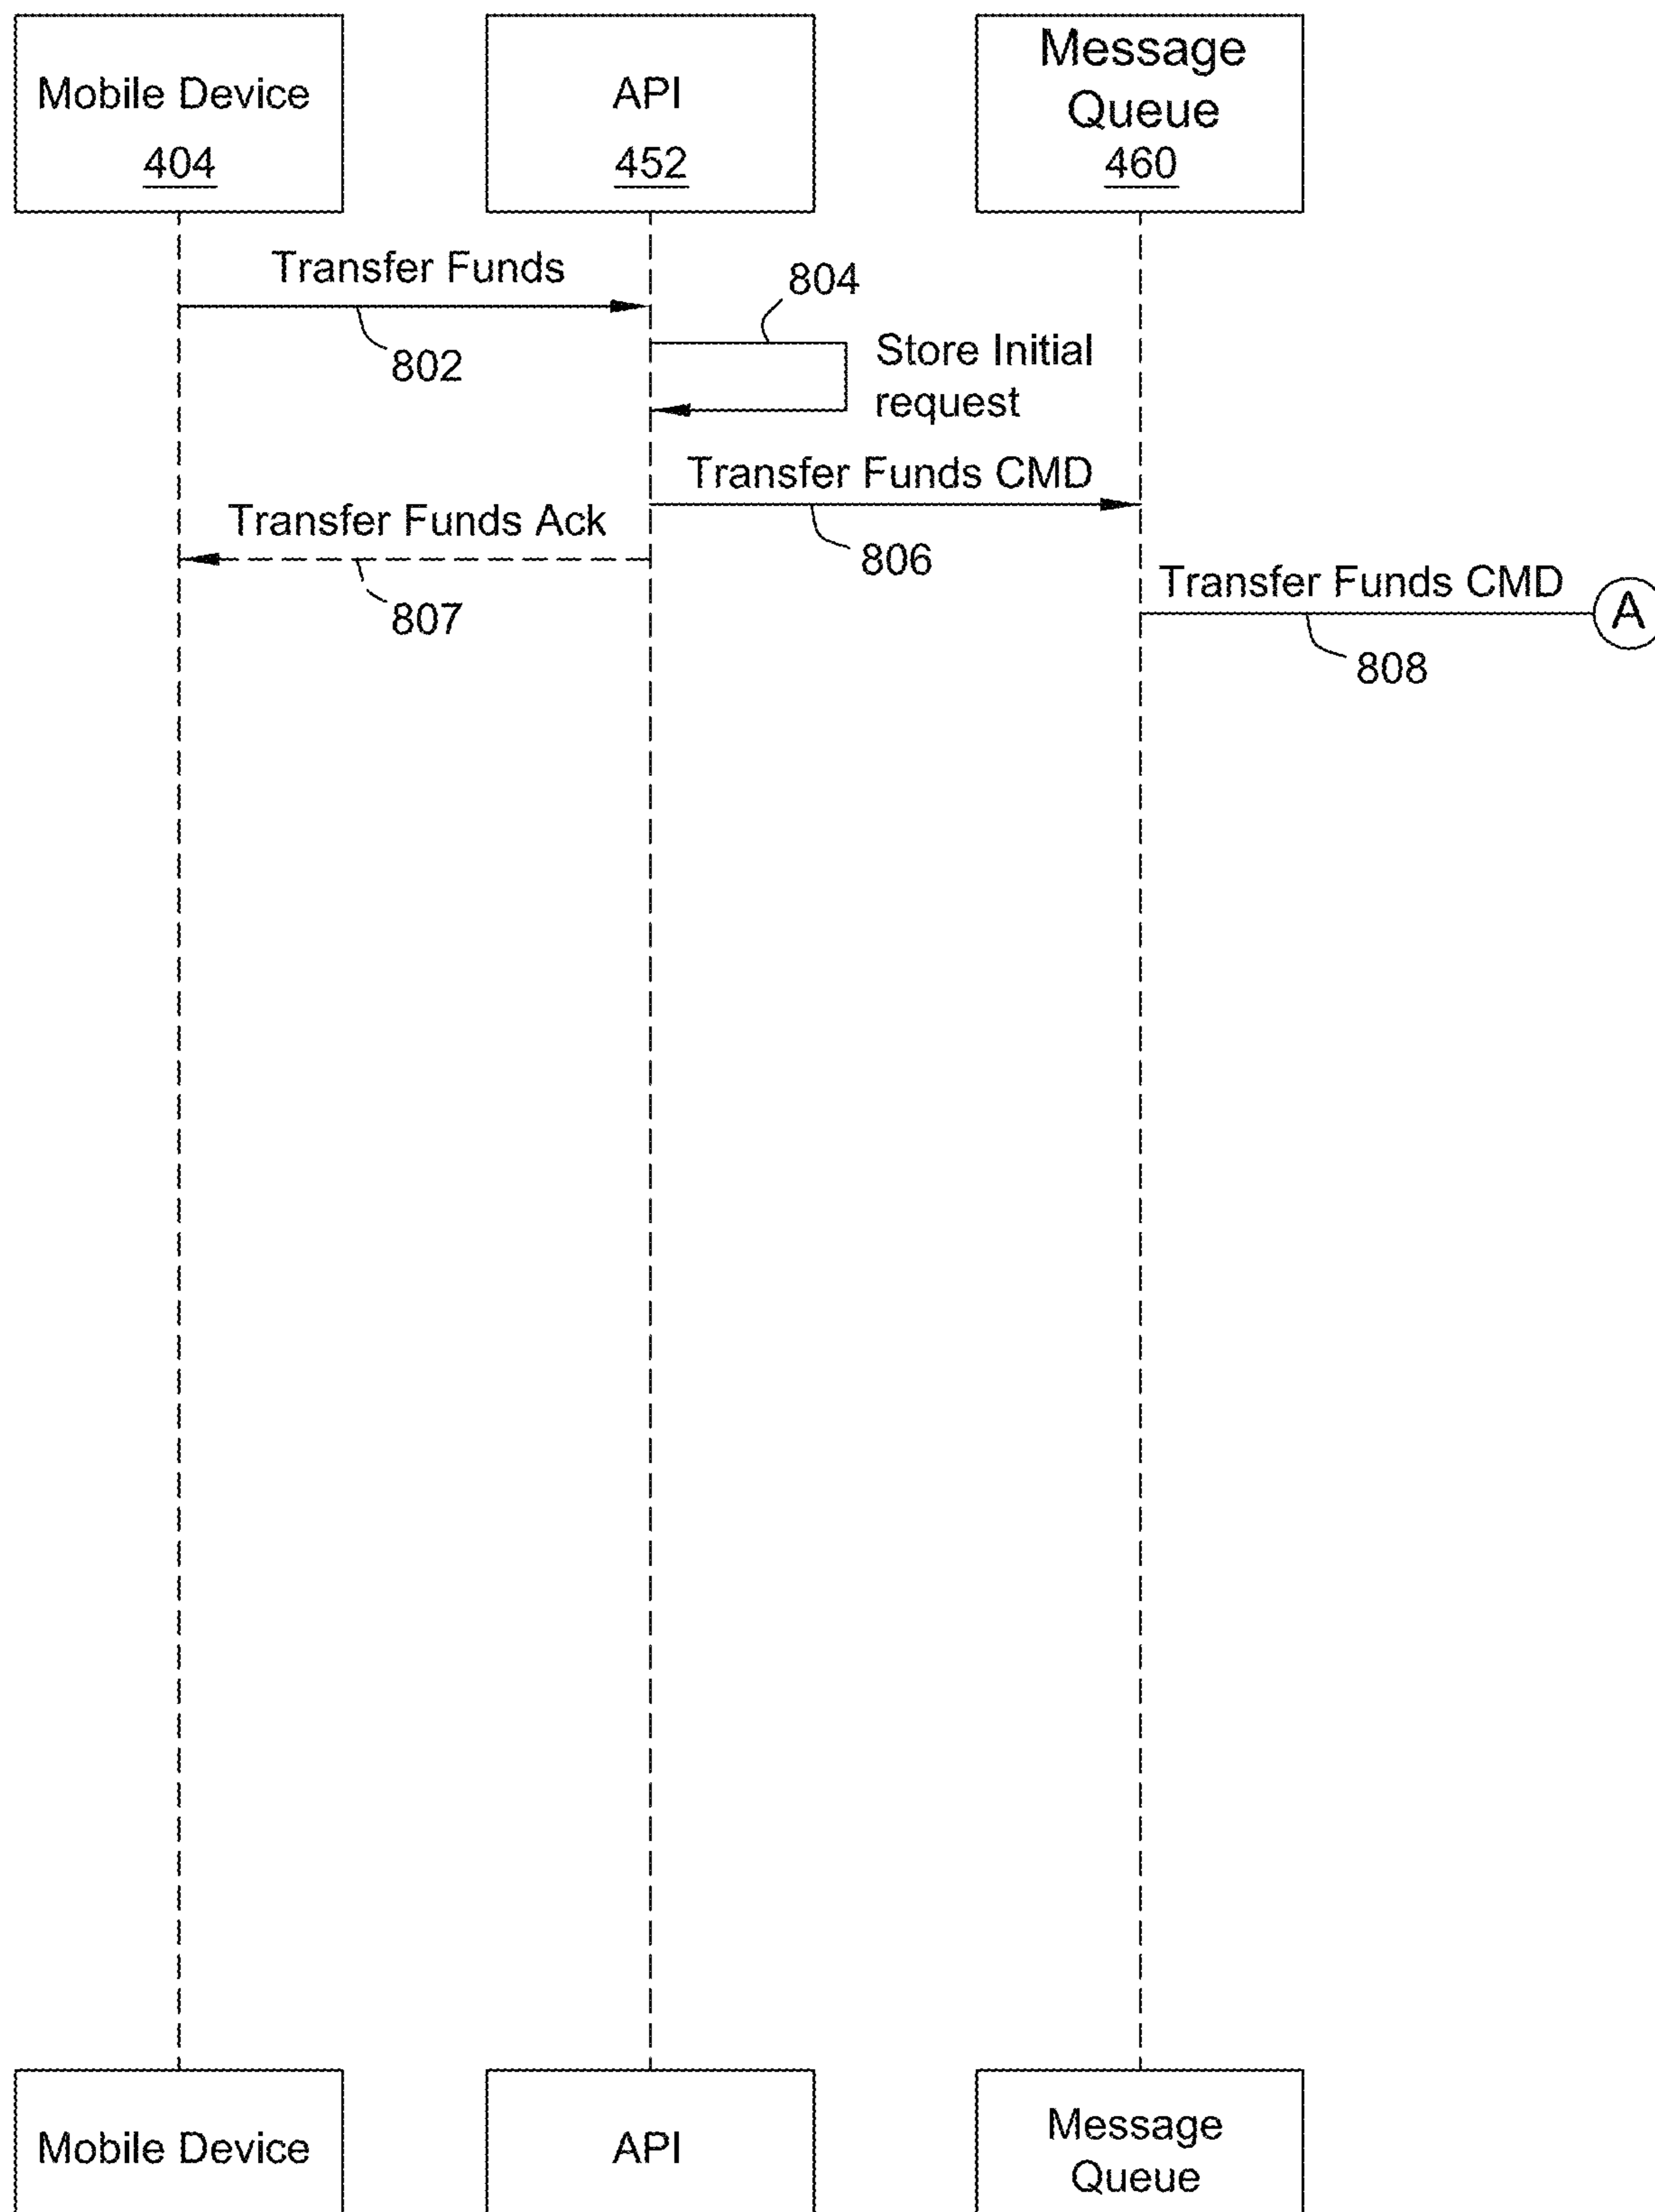 Mobile Device
404
API
452
Message
Queue
460
Transfer Funds
802
804
Store Initial
request
Transfer Funds CMD
806
Transfer Funds Ack
807
Transfer Funds CMD
A
808
Mobile Device
API
Message
Queue